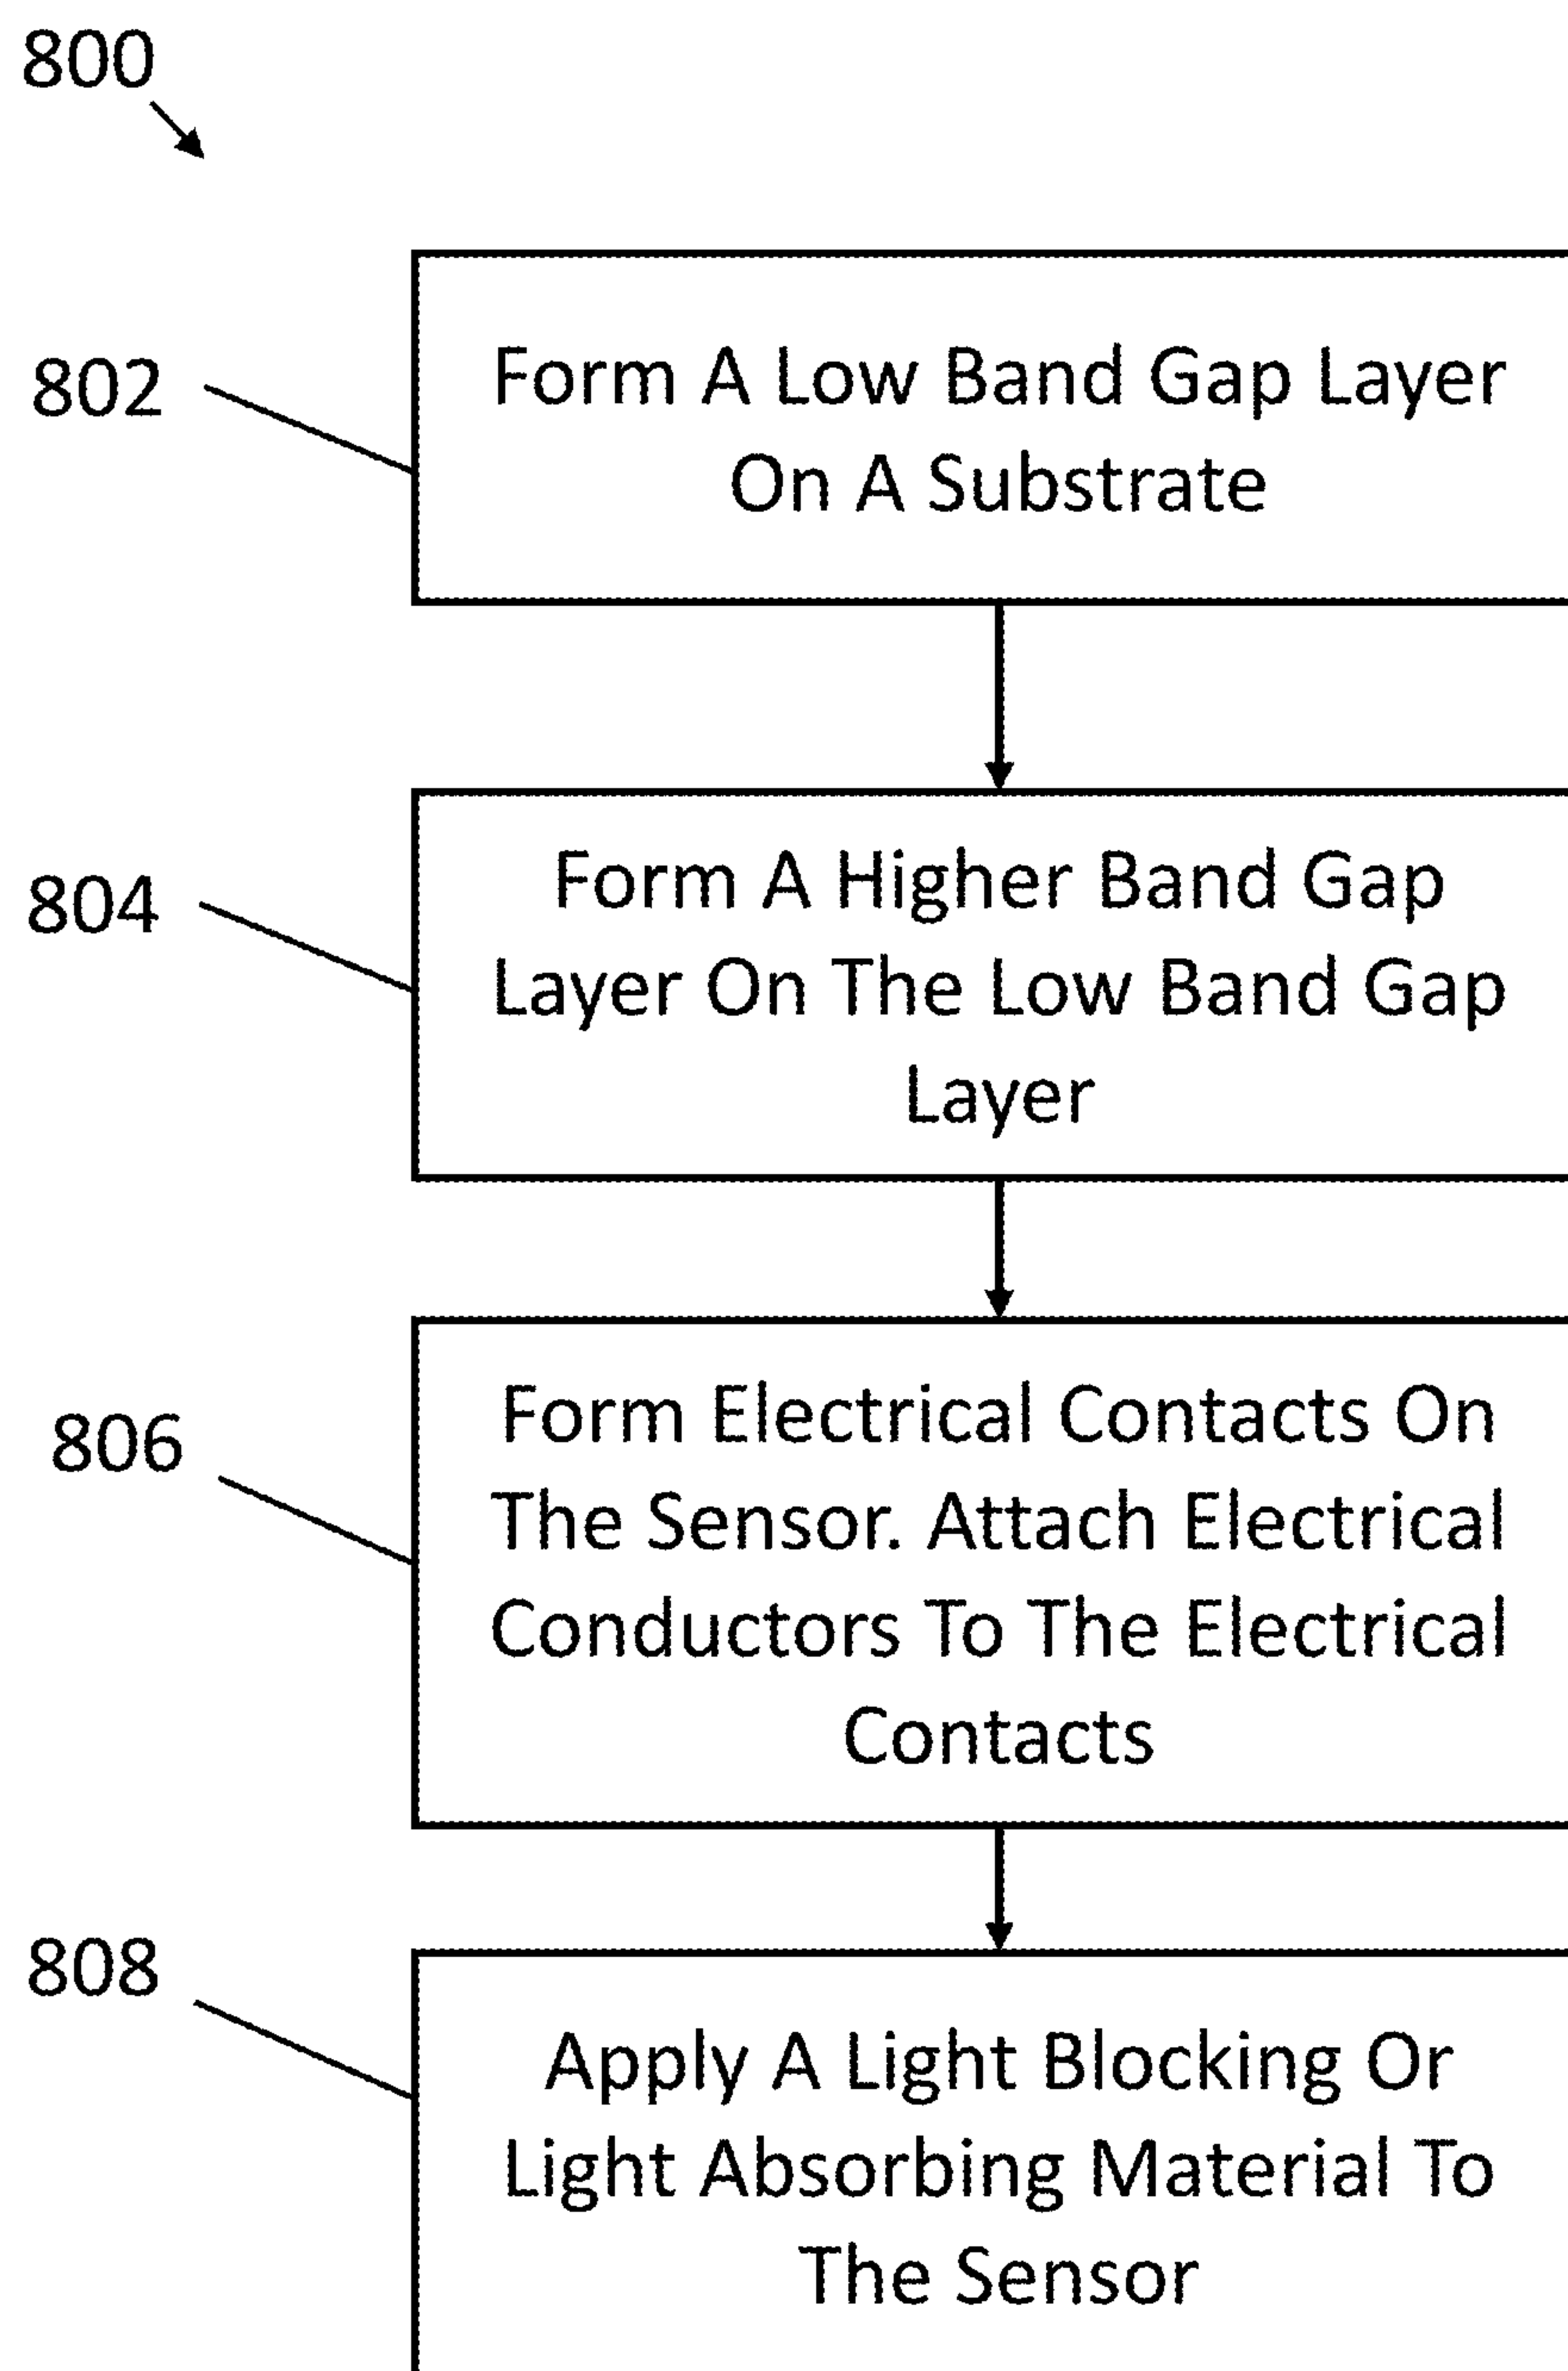 800
802
Form A Low Band Gap Layer
On A Substrate
804
Form A Higher Band Gap
Layer On The Low Band Gap
Layer
806
Form Electrical Contacts On
The Sensor. Attach Electrical
Conductors To The Electrical
Contacts
808
Apply A Light Blocking Or
Light Absorbing Material To
The Sensor